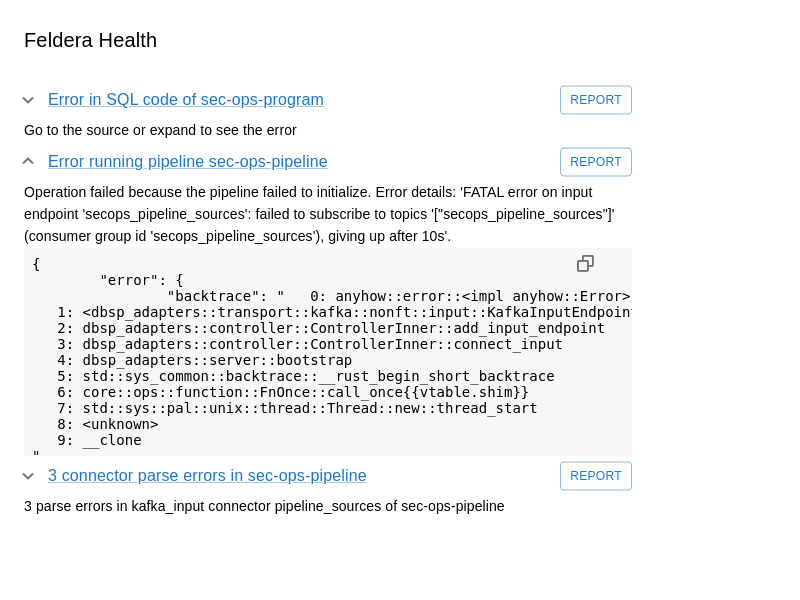 Feldera Health
Error in SQL code of sec-ops-program
REPORT
Go to the source or expand to see the error
Error running pipeline sec-ops-pipeline
REPORT
Operation failed because the pipeline failed to initialize. Error details: 'FATAL error on input
endpoint 'secops_pipeline_sources': failed to subscribe to topics '["secops_pipeline_sources"]'
(consumer group id 'secops_pipeline_sources'), giving up after 10s'.
{
        "error": {
                "backtrace": "   0: anyhow::error::<impl anyhow::Error>
   1: <dbsp_adapters::transport::kafka::nonft::input::KafkaInputEndpoin
   2: dbsp_adapters::controller::ControllerInner::add_input_endpoint
   3: dbsp_adapters::controller::ControllerInner::connect_input
   4: dbsp_adapters::server::bootstrap
   5: std::sys_common::backtrace::__rust_begin_short_backtrace
   6: core::ops::function::FnOnce::call_once{{vtable.shim}}
   7: std::sys::pal::unix::thread::Thread::new::thread_start
   8: <unknown>
   9: __clone
"
3 connector parse errors in sec-ops-pipeline
REPORT
3 parse errors in kafka_input connector pipeline_sources of sec-ops-pipeline